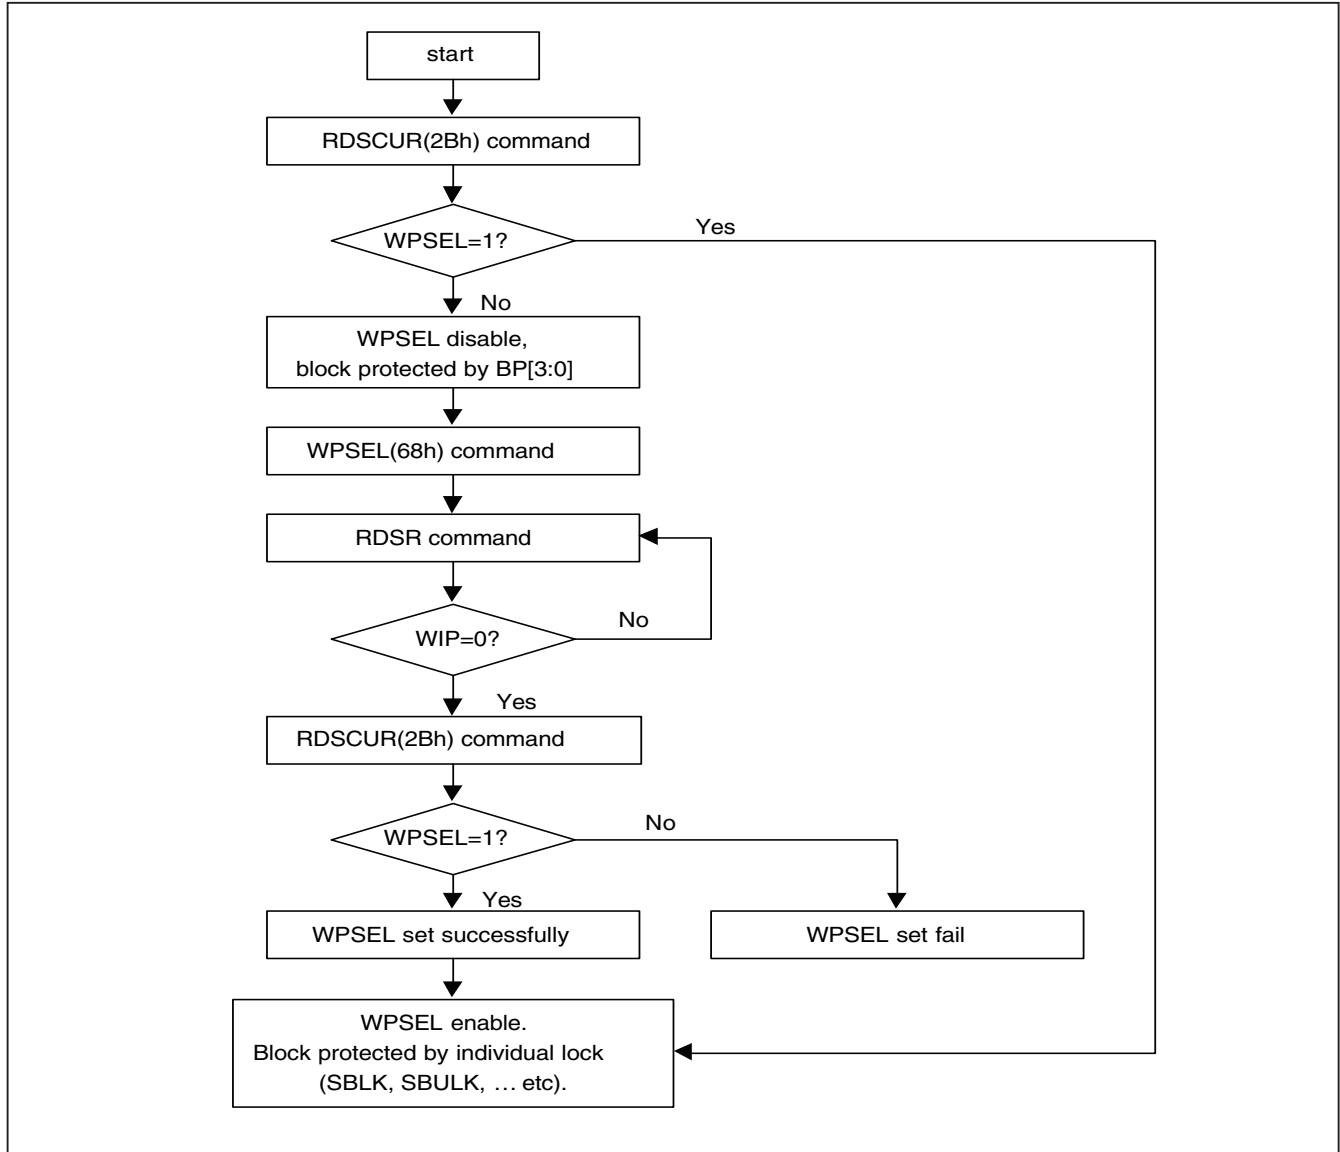 start
RDSCUR(2Bh) command
WPSEL=1?
Yes
No
WPSEL disable,
block protected by BP[3:0]
WPSEL(68h) command
RDSR command
WIP=0?
No
Yes
RDSCUR(2Bh) command
WPSEL=1?
No
Yes
WPSEL set successfully
WPSEL set fail
WPSEL enable.
Block protected by individual lock
(SBLK, SBULK, … etc).